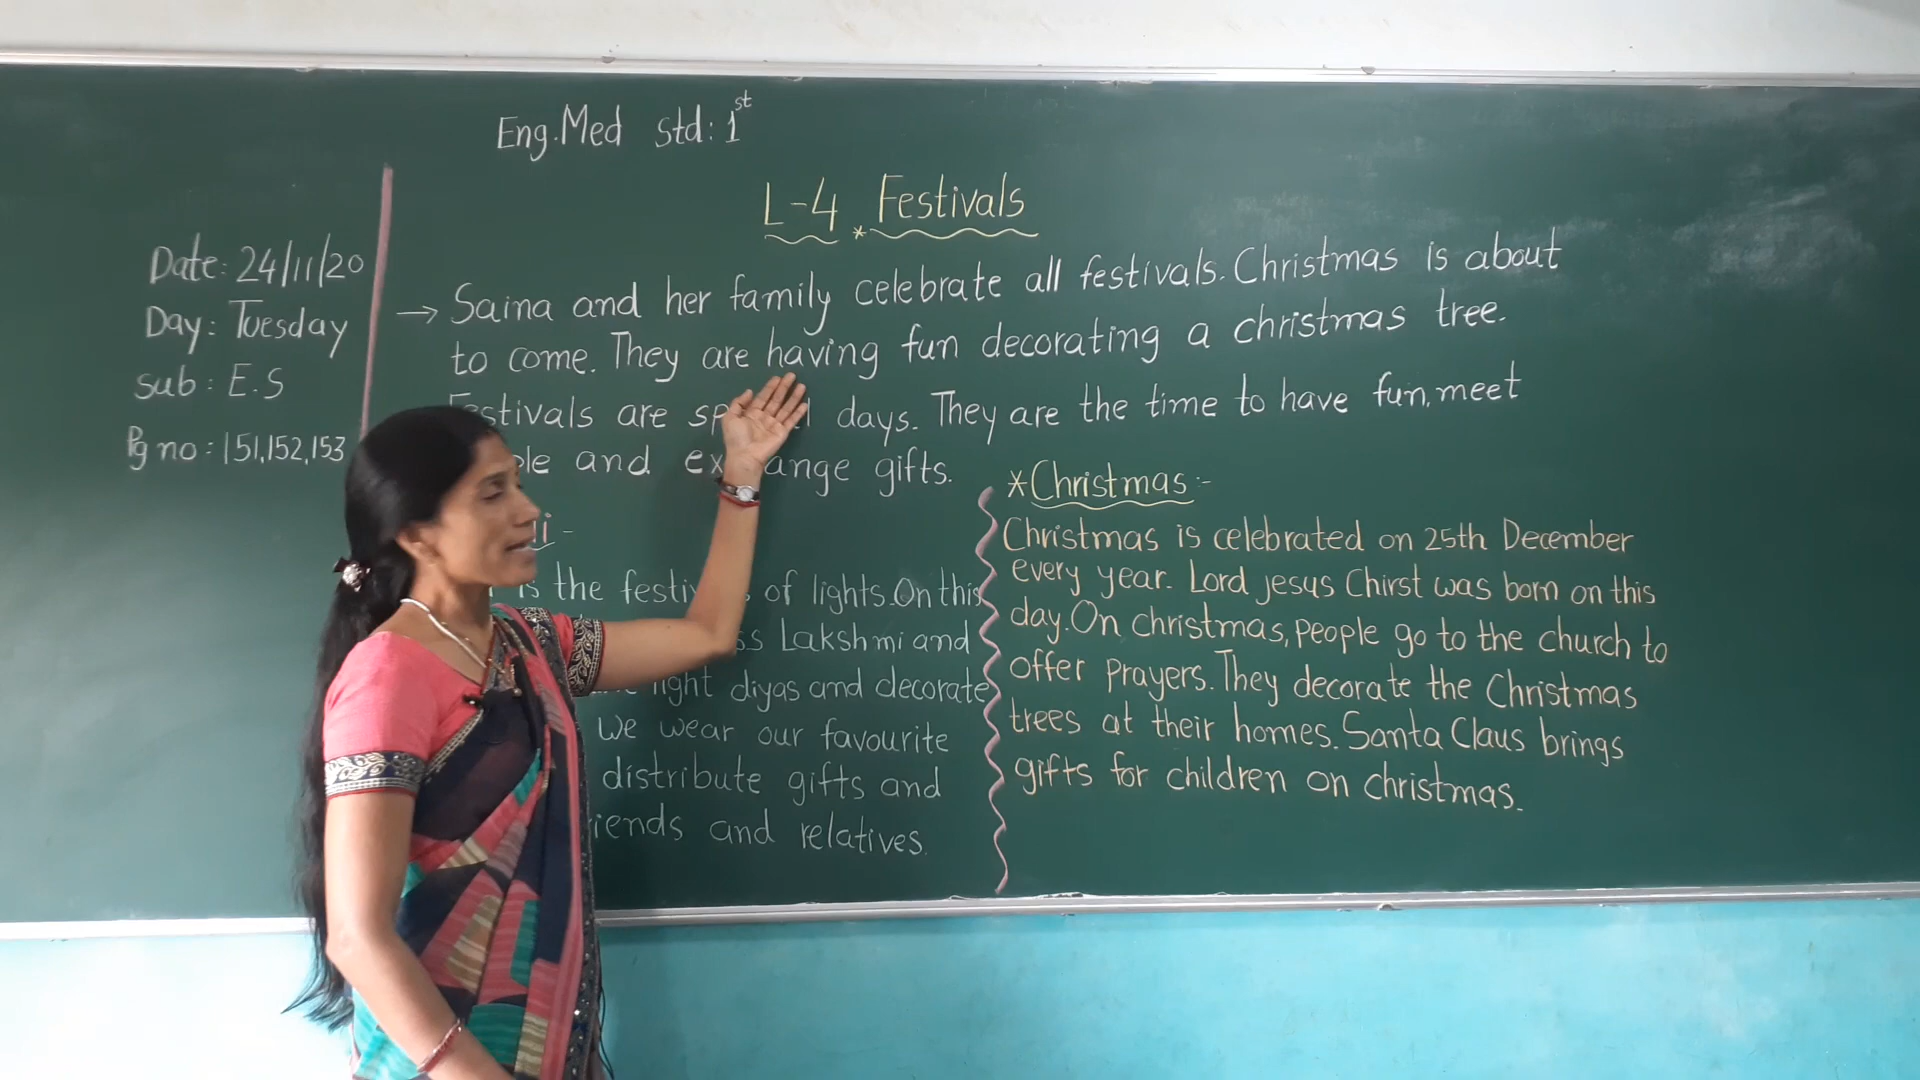 Eng.Med Std: 1st
L-4 * Festivals
Date: 24/11/20
Day: Tuesday
Sub: E.S
Pg no: 151,152,153
→ Saina and her family celebrate all festivals. Christmas is about
to come. They are having fun decorating a christmas tree.
Festivals are days. They are the time to have fun, meet
and gifts.
is the of lights. On this
Lakshmi and
light diyas and decorate
we wear our favourite
distribute gifts and
and relatives.
*Christmas:-
Christmas is celebrated on 25th December
every year. Lord jesus Chirst was born on this
day. On christmas, people go to the church to
offer prayers. They decorate the Christmas
trees at their homes. Santa Claus brings
gifts for children on christmas.